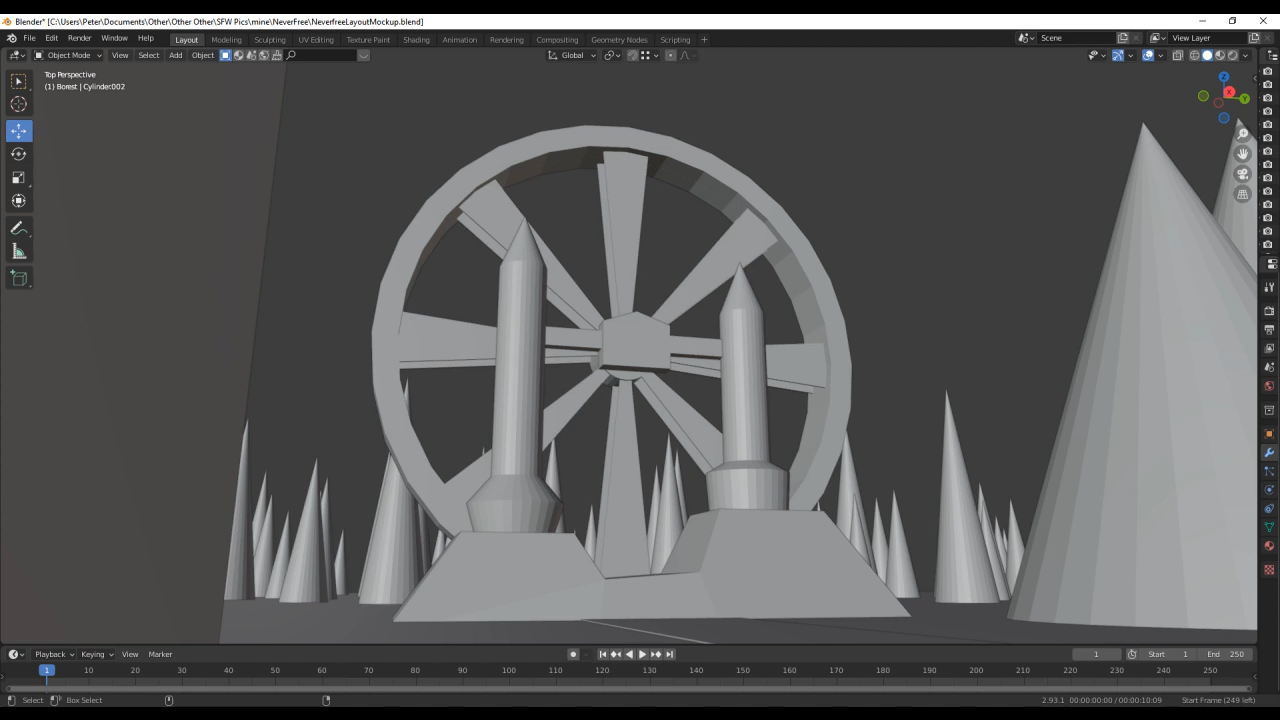 Blender* [C:\Users\Peter\Documents\Other\Other Other\SFW Pics\mine\NeverFree\NeverfreeLayoutMockup.blend]
File Edit Render Window Help Layout Modeling Sculpting UV Editing Texture Paint Shading Animation Rendering Compositing Geometry Nodes Scripting + Scene View Layer
Object Mode View Select Add Object Global
Top Perspective
(1) Borest | Cylinder.002
Z
X
Y
Playback Keying View Marker 1 Start 1 End 250
1 10 20 30 40 50 60 70 80 90 100 110 120 130 140 150 160 170 180 190 200 210 220 230 240 250
Select Box Select 2.93.1 00:00:00:00 / 00:00:10:09 Start Frame (249 left)